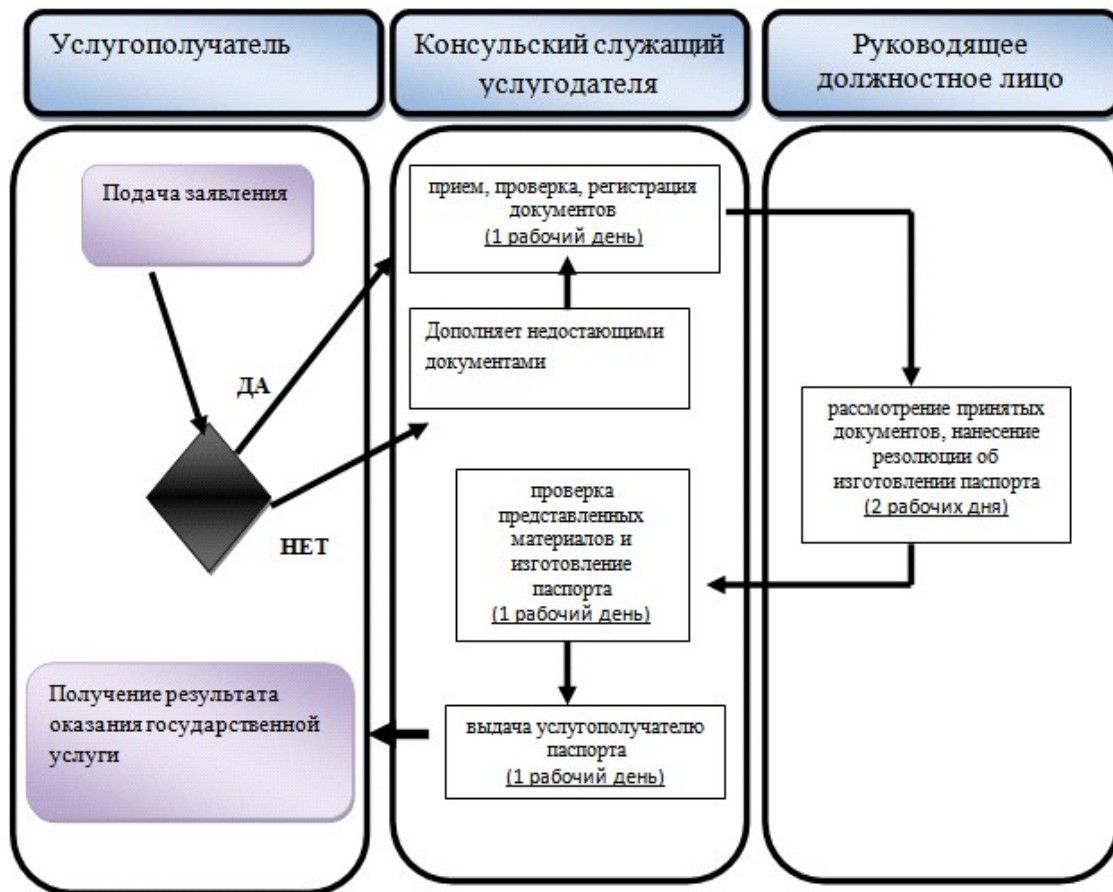 Услугополучатель
Консульский служащий
услугодателя
Руководящее
должностное лицо
Подача заявления
ДА
НЕТ
Получение результата
оказания государственной
услуги
прием, проверка, регистрация
документов
(1 рабочий день)
Дополняет недостающими
документами
проверка
представленных
материалов и
изготовление
паспорта
(1 рабочий день)
выдача услугополучателю
паспорта
(1 рабочий день)
рассмотрение принятых
документов, нанесение
резолюции об
изготовлении паспорта
(2 рабочих дня)